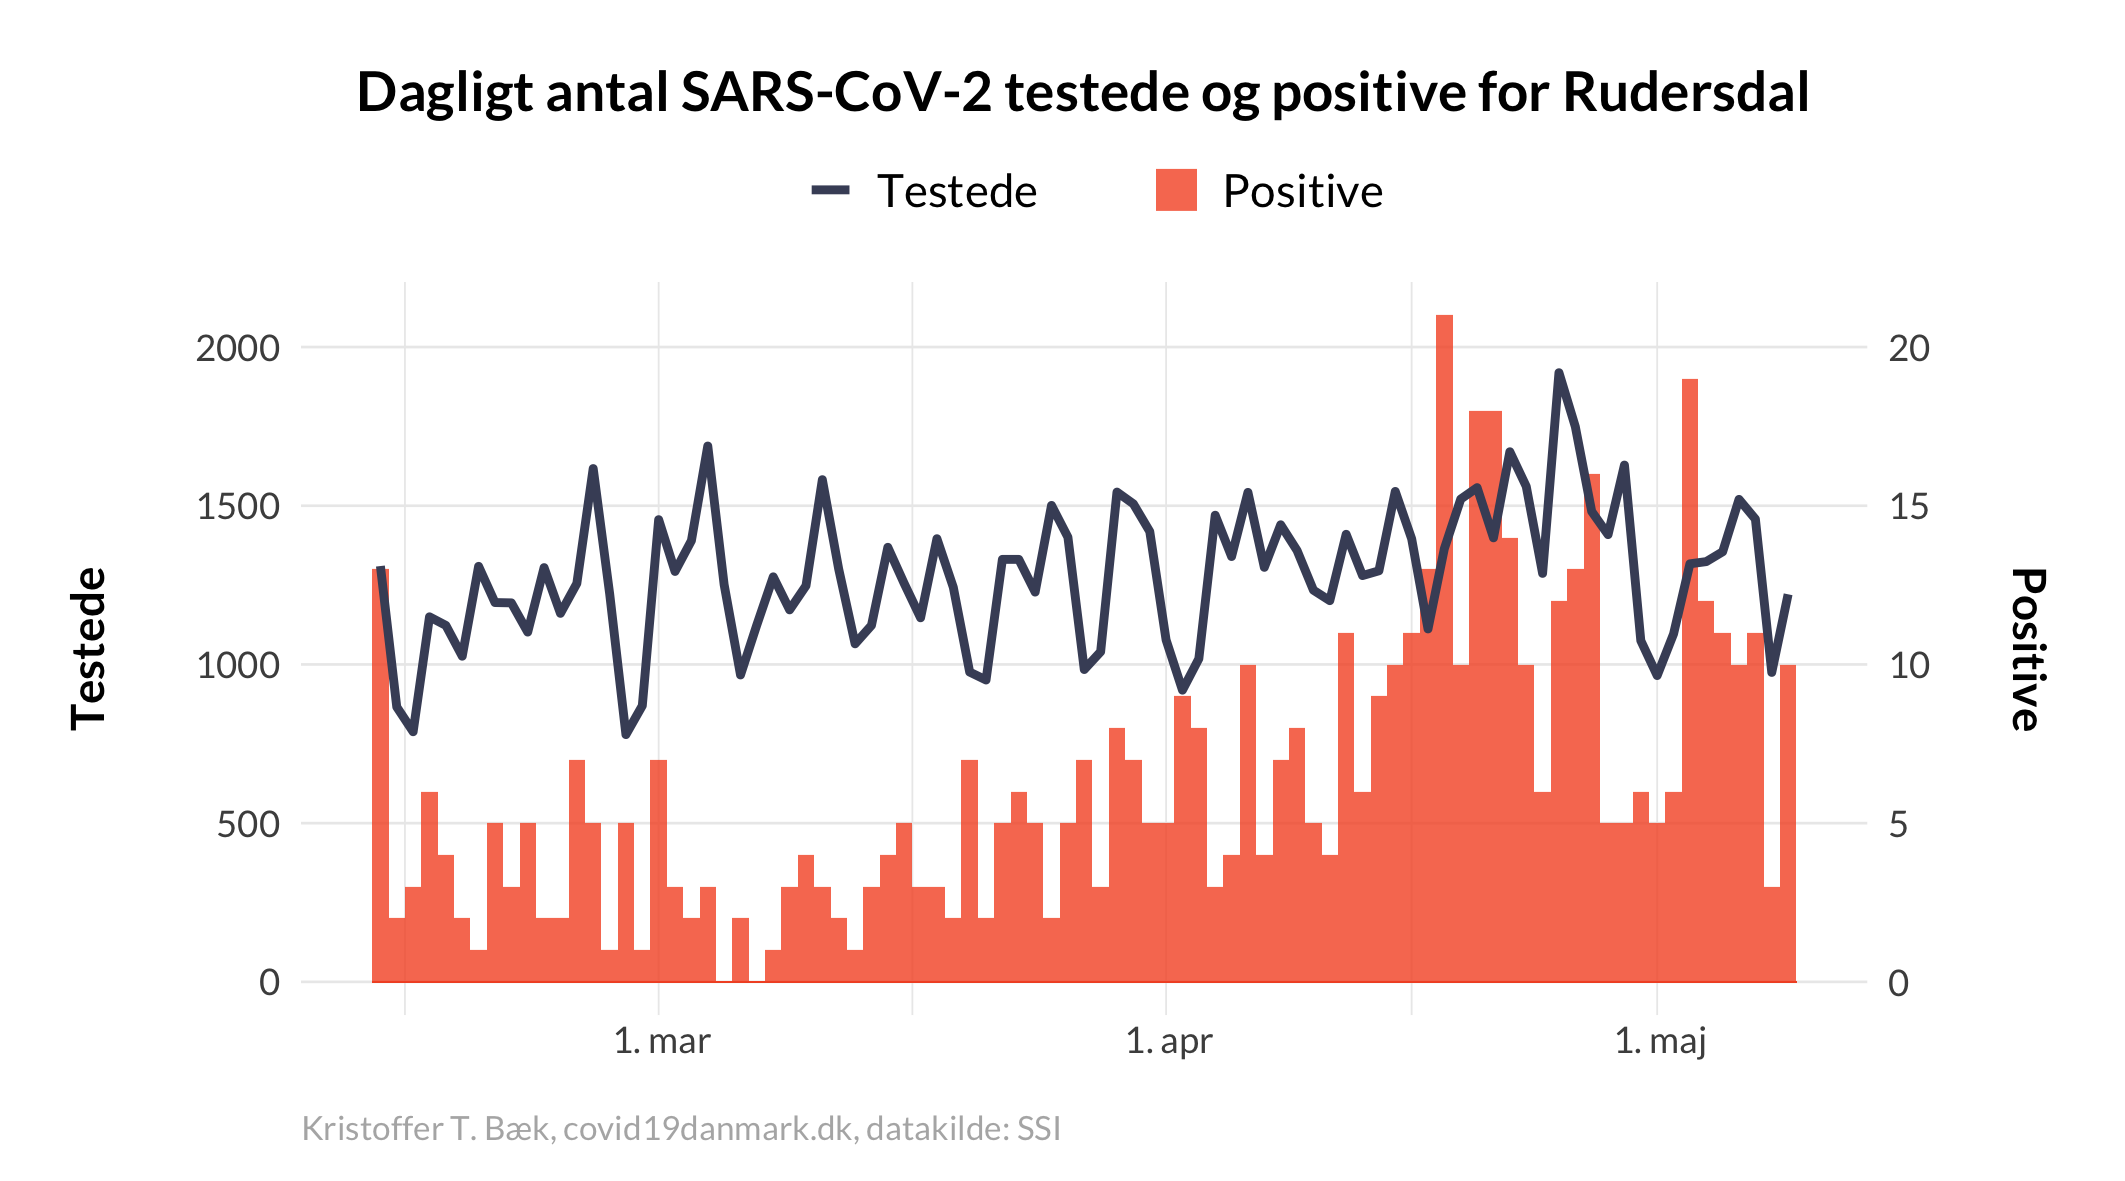 Dagligt antal SARS-CoV-2 testede og positive for Rudersdal
Testede
Positive
2000
1500
1000
500
0
Testede
20
15
10
5
0
Positive
1. mar
1. apr
1. maj
Kristoffer T. Bæk, covid19danmark.dk, datakilde: SSI